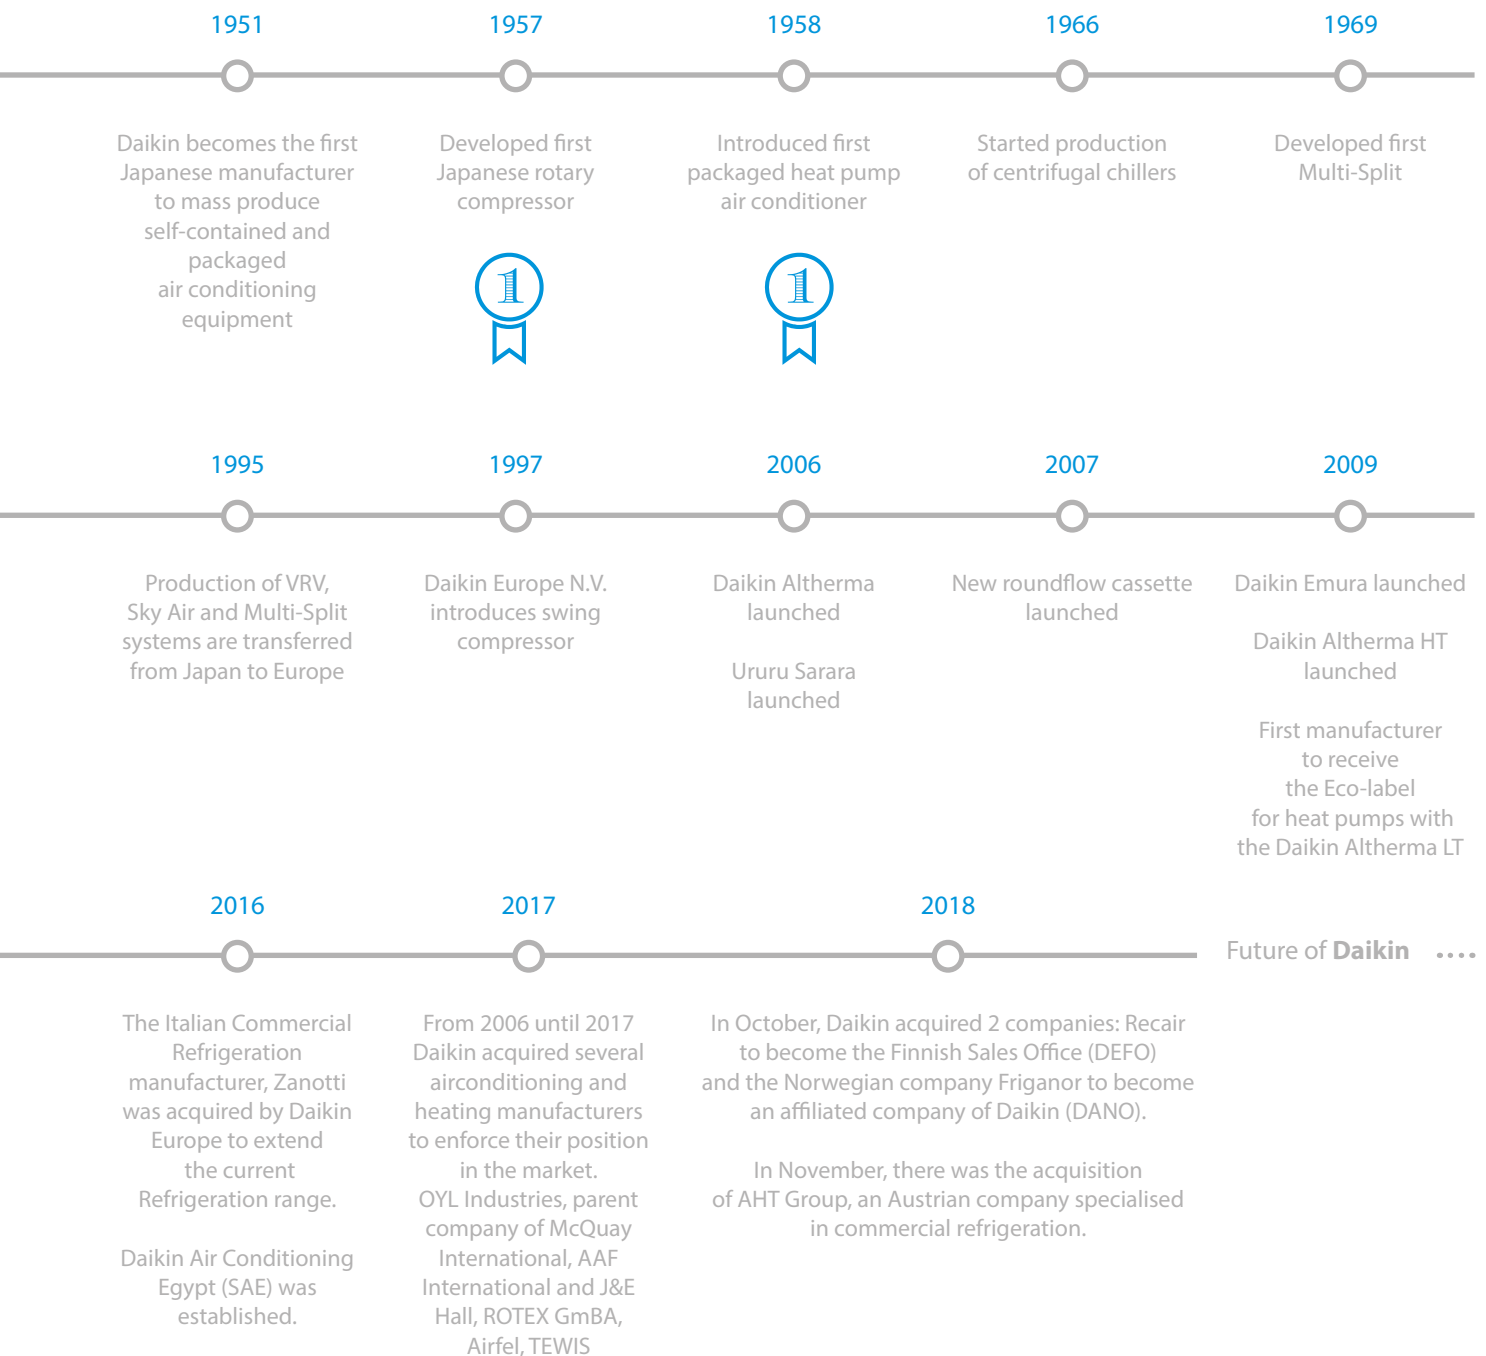 1951
Daikin becomes the first
Japanese manufacturer
to mass produce
self-contained and
packaged
air conditioning
equipment
1957
Developed first
Japanese rotary
compressor
1
1958
Introduced first
packaged heat pump
air conditioner
1
1966
Started production
of centrifugal chillers
1969
Developed first
Multi-Split
1995
Production of VRV,
Sky Air and Multi-Split
systems are transferred
from Japan to Europe
1997
Daikin Europe N.V.
introduces swing
compressor
2006
Daikin Altherma
launched
Ururu Sarara
launched
2007
New roundflow cassette
launched
2009
Daikin Emura launched
Daikin Altherma HT
launched
First manufacturer
to receive
the Eco-label
for heat pumps with
the Daikin Altherma LT
2016
The Italian Commercial
Refrigeration
manufacturer, Zanotti
was acquired by Daikin
Europe to extend
the current
Refrigeration range.
Daikin Air Conditioning
Egypt (SAE) was
established.
2017
From 2006 until 2017
Daikin acquired several
airconditioning and
heating manufacturers
to enforce their position
in the market.
OYL Industries, parent
company of McQuay
International, AAF
International and J&E
Hall, ROTEX GmBA,
Airfel, TEWIS
2018
In October, Daikin acquired 2 companies: Recair
to become the Finnish Sales Office (DEFO)
and the Norwegian company Friganor to become
an affiliated company of Daikin (DANO).
In November, there was the acquisition
of AHT Group, an Austrian company specialised
in commercial refrigeration.
Future of Daikin ....